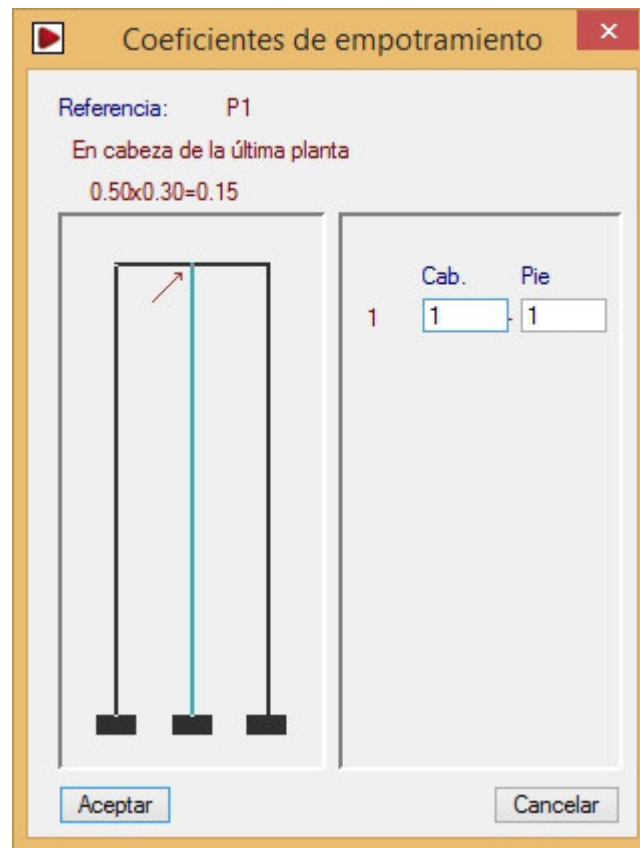 Coeficientes de empotramiento
Referencia: P1
En cabeza de la última planta
0.50x0.30=0.15
Cab. Pie
1 1 - 1
Aceptar Cancelar